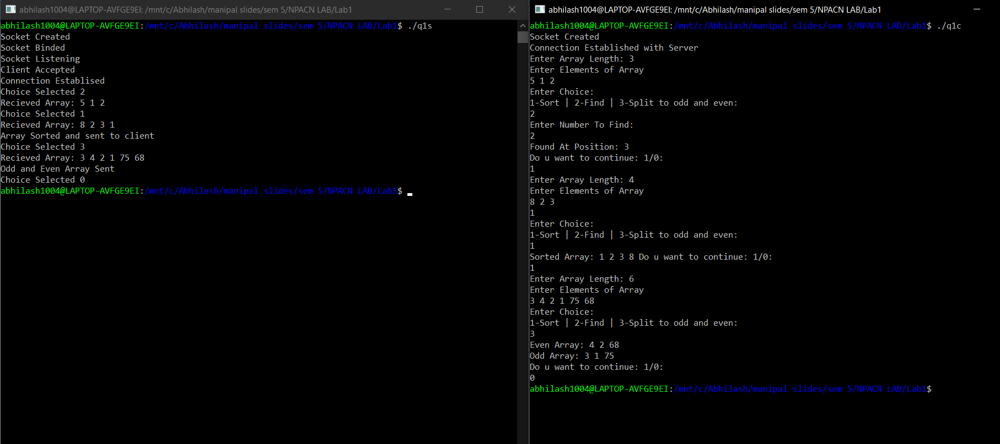 abhilash1004@LAPTOP-AVFGE9EI: /mnt/c/Abhilash/manipal slides/sem 5/NPACN LAB/Lab1
abhilash1004@LAPTOP-AVFGE9EI:/mnt/c/Abhilash/manipal slides/sem 5/NPACN LAB/Lab1$ ./q1s
Socket Created
Socket Binded
Socket Listening
Client Accepted
Connection Establised
Choice Selected 2
Recieved Array: 5 1 2
Choice Selected 1
Recieved Array: 8 2 3 1
Array Sorted and sent to client
Choice Selected 3
Recieved Array: 3 4 2 1 75 68
Odd and Even Array Sent
Choice Selected 0
abhilash1004@LAPTOP-AVFGE9EI:/mnt/c/Abhilash/manipal slides/sem 5/NPACN LAB/Lab1$
abhilash1004@LAPTOP-AVFGE9EI: /mnt/c/Abhilash/manipal slides/sem 5/NPACN LAB/Lab1
abhilash1004@LAPTOP-AVFGE9EI:/mnt/c/Abhilash/manipal slides/sem 5/NPACN LAB/Lab1$ ./q1c
Socket Created
Connection Established with Server
Enter Array Length: 3
Enter Elements of Array
5 1 2
Enter Choice:
1-Sort | 2-Find | 3-Split to odd and even:
2
Enter Number To Find:
2
Found At Position: 3
Do u want to continue: 1/0:
1
Enter Array Length: 4
Enter Elements of Array
8 2 3
1
Enter Choice:
1-Sort | 2-Find | 3-Split to odd and even:
1
Sorted Array: 1 2 3 8 Do u want to continue: 1/0:
1
Enter Array Length: 6
Enter Elements of Array
3 4 2 1 75 68
Enter Choice:
1-Sort | 2-Find | 3-Split to odd and even:
3
Even Array: 4 2 68
Odd Array: 3 1 75
Do u want to continue: 1/0:
0
abhilash1004@LAPTOP-AVFGE9EI:/mnt/c/Abhilash/manipal slides/sem 5/NPACN LAB/Lab1$